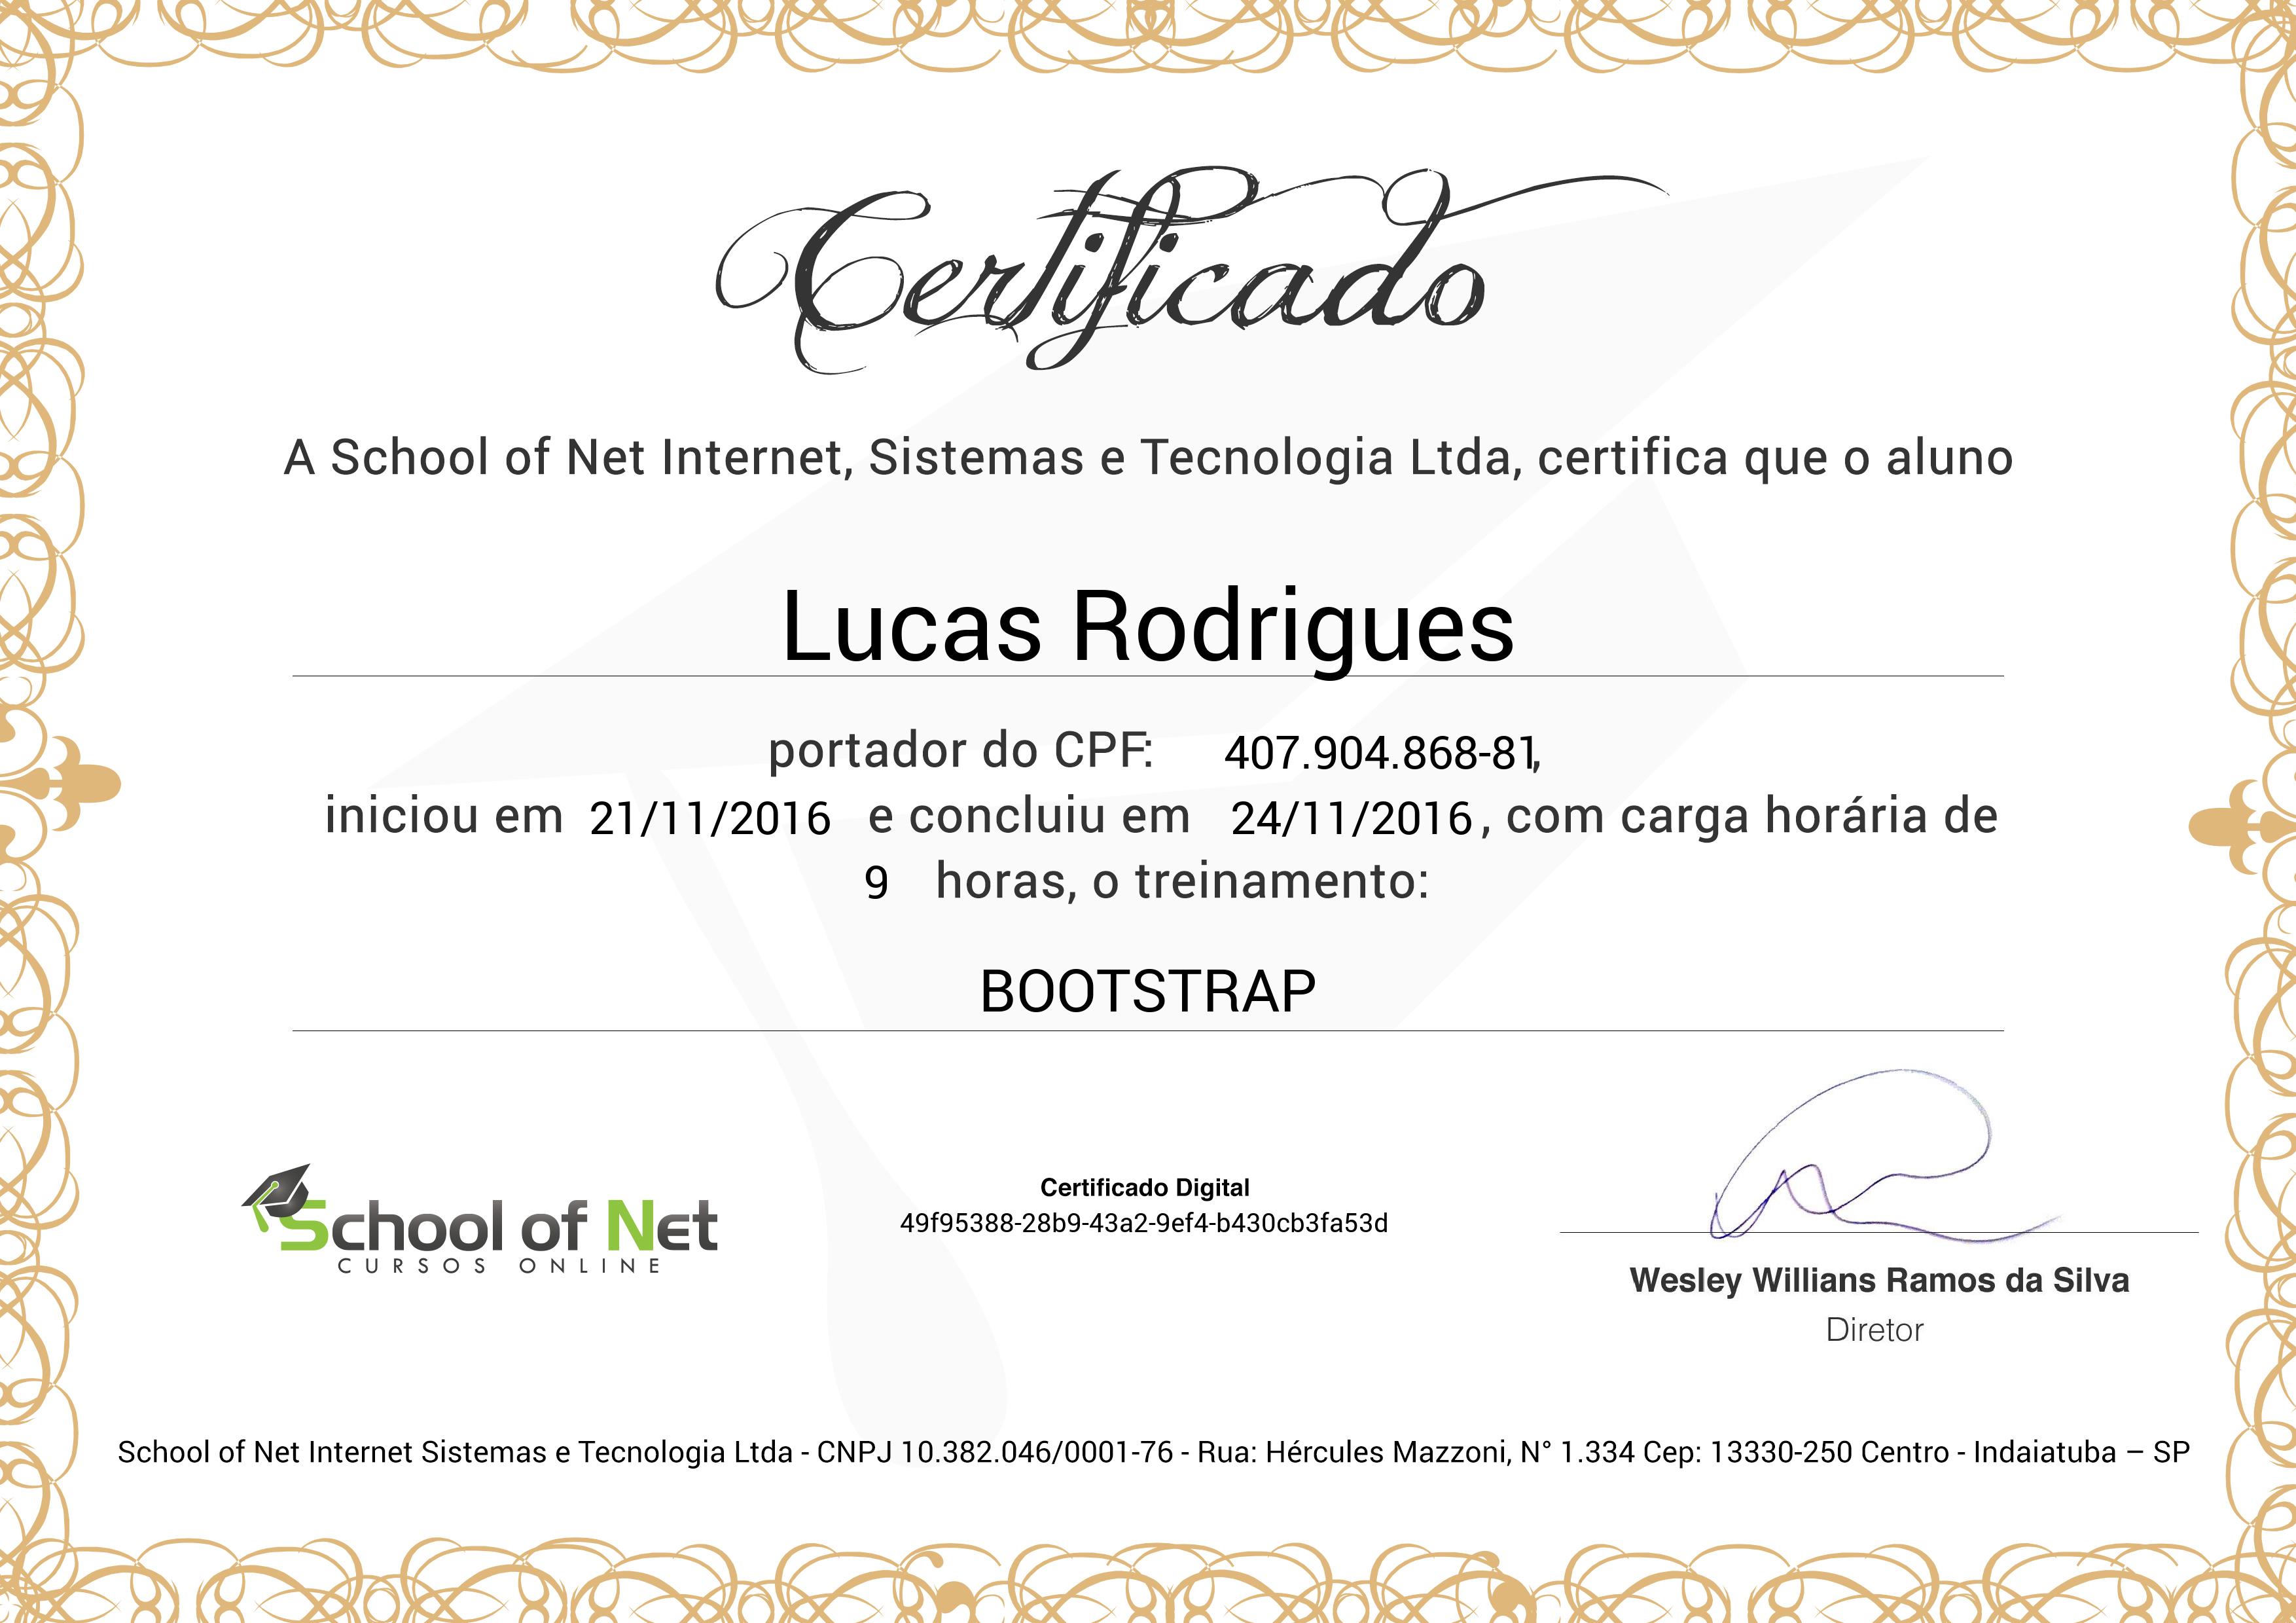 Certificado
A School of Net Internet, Sistemas e Tecnologia Ltda, certifica que o aluno
Lucas Rodrigues
portador do CPF: 407.904.868-81,
iniciou em 21/11/2016 e concluiu em 24/11/2016, com carga horária de
9 horas, o treinamento:
BOOTSTRAP
School of Net
CURSOS ONLINE
Certificado Digital
49f95388-28b9-43a2-9ef4-b430cb3fa53d
Wesley Willians Ramos da Silva
Diretor
School of Net Internet Sistemas e Tecnologia Ltda - CNPJ 10.382.046/0001-76 - Rua: Hércules Mazzoni, N° 1.334 Cep: 13330-250 Centro - Indaiatuba – SP